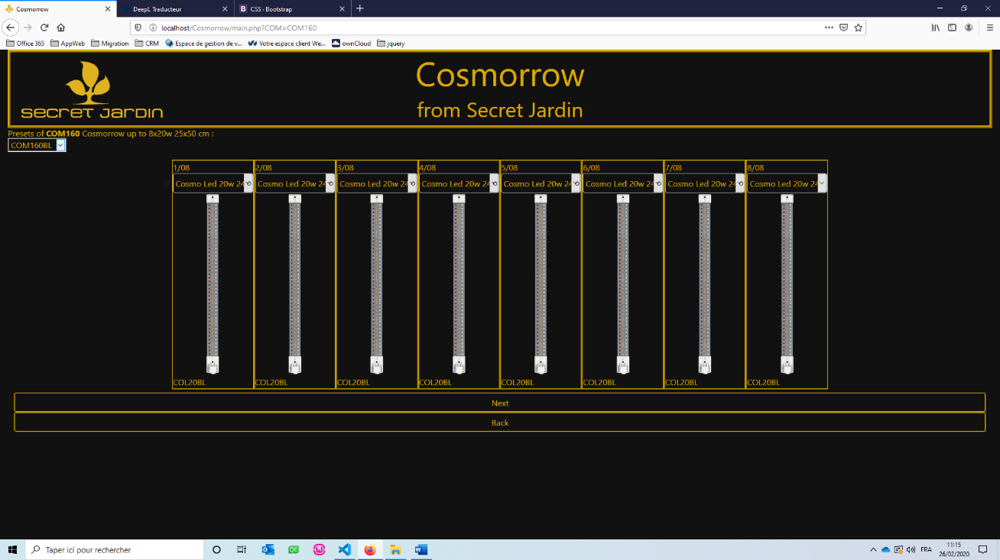 Cosmorrow
DeepL Traducteur
B CSS · Bootstrap
localhost/Cosmorrow/main.php?COM=COM160
Office 365 AppWeb Migration CRM Espace de gestion de v... Votre espace client We... ownCloud jquery
secret Jardin
Cosmorrow
from Secret Jardin
Presets of COM160 Cosmorrow up to 8x20w 25x50 cm :
COM160BL
1/08 2/08 3/08 4/08 5/08 6/08 7/08 8/08
Cosmo Led 20w 24 Cosmo Led 20w 24 Cosmo Led 20w 24 Cosmo Led 20w 24 Cosmo Led 20w 24 Cosmo Led 20w 24 Cosmo Led 20w 24 Cosmo Led 20w 24
COL20BL COL20BL COL20BL COL20BL COL20BL COL20BL COL20BL COL20BL
Next
Back
Taper ici pour rechercher
QC
FRA
11:15
26/02/2020